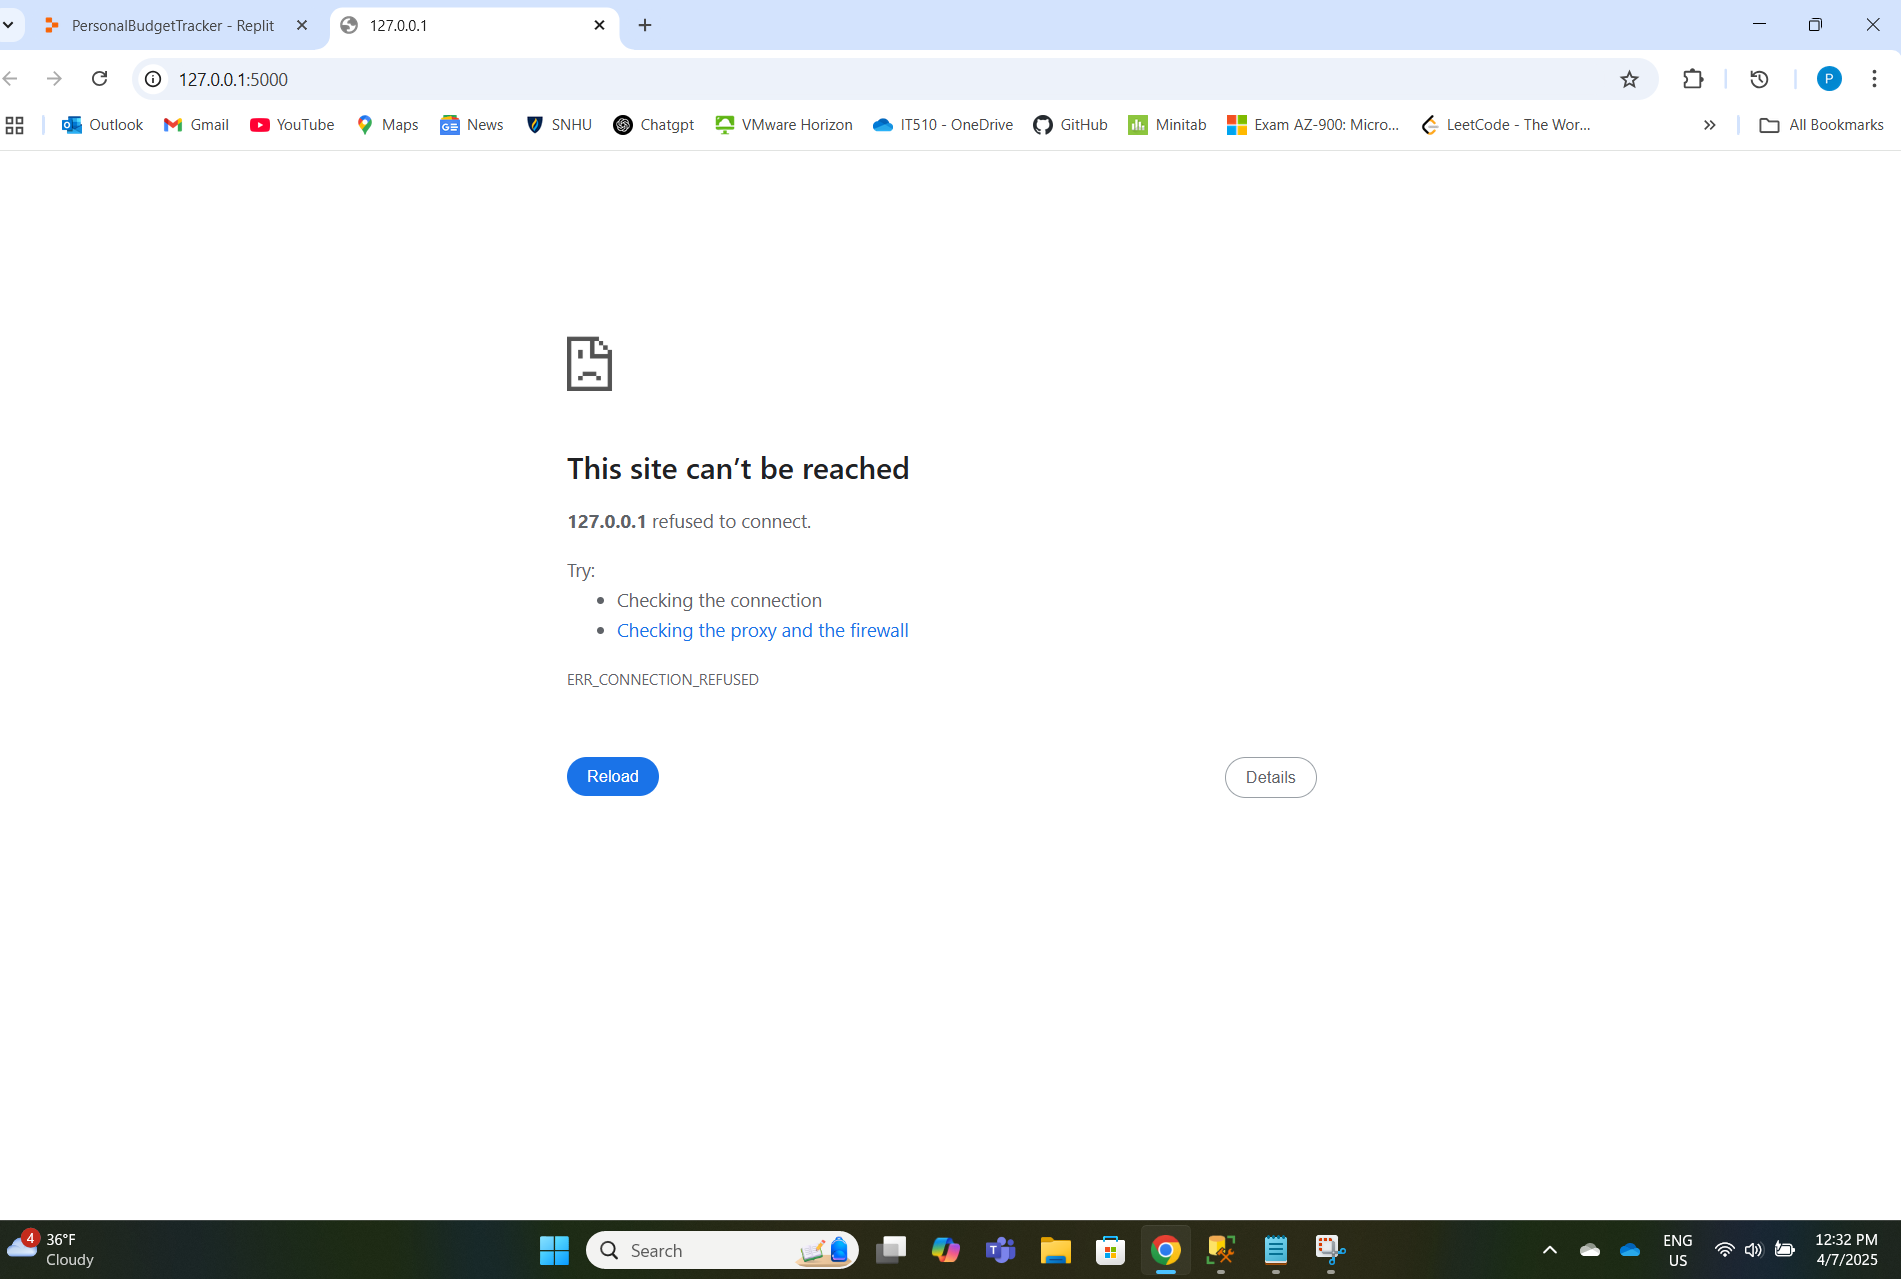 PersonalBudgetTracker - Replit
127.0.0.1
127.0.0.1:5000
P
Outlook
Gmail
YouTube
Maps
News
SNHU
Chatgpt
VMware Horizon
IT510 - OneDrive
GitHub
Minitab
Exam AZ-900: Micro...
LeetCode - The Wor...
All Bookmarks
This site can’t be reached
127.0.0.1 refused to connect.
Try:
Checking the connection
Checking the proxy and the firewall
ERR_CONNECTION_REFUSED
Reload
Details
4
36°F
Cloudy
Search
ENG
US
12:32 PM
4/7/2025